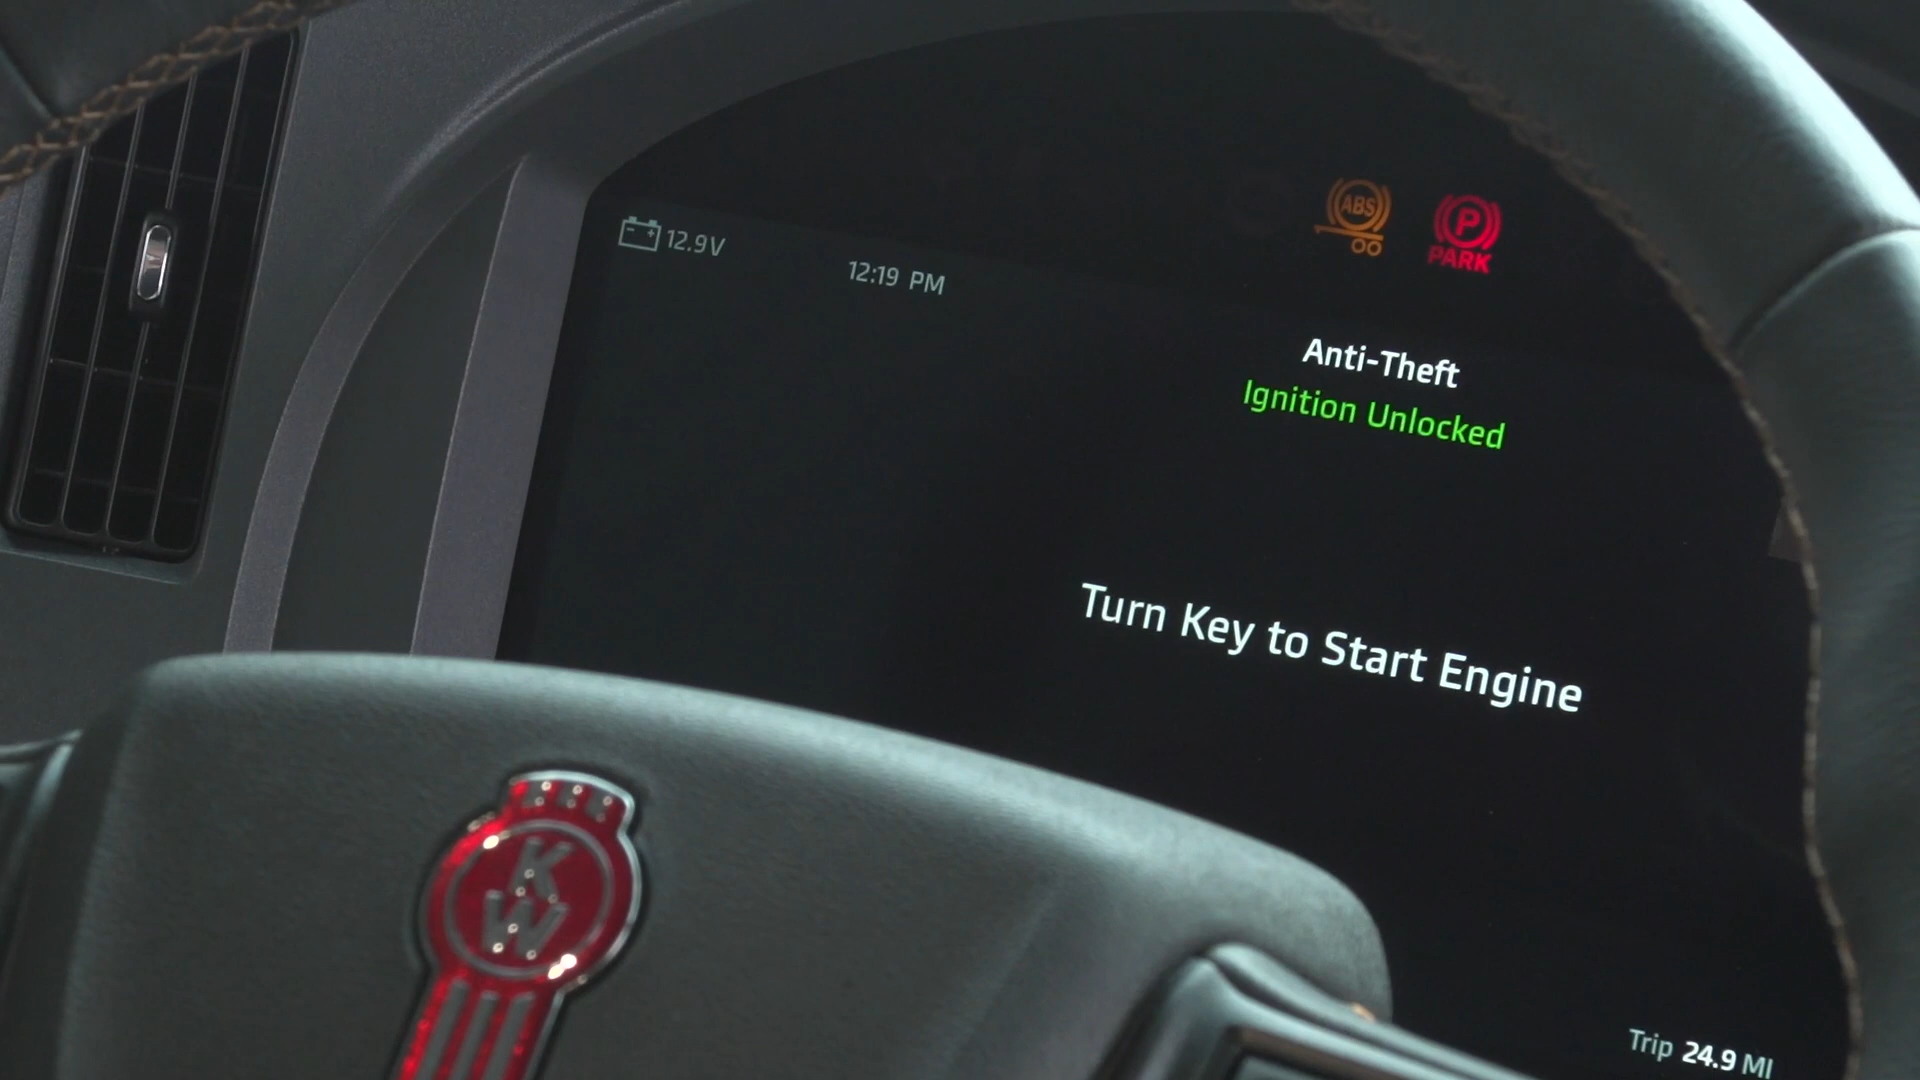 ABS
P
PARK
12.9V
12:19 PM
Anti-Theft
Ignition Unlocked
Turn Key to Start Engine
KW
Trip 24.9 MI